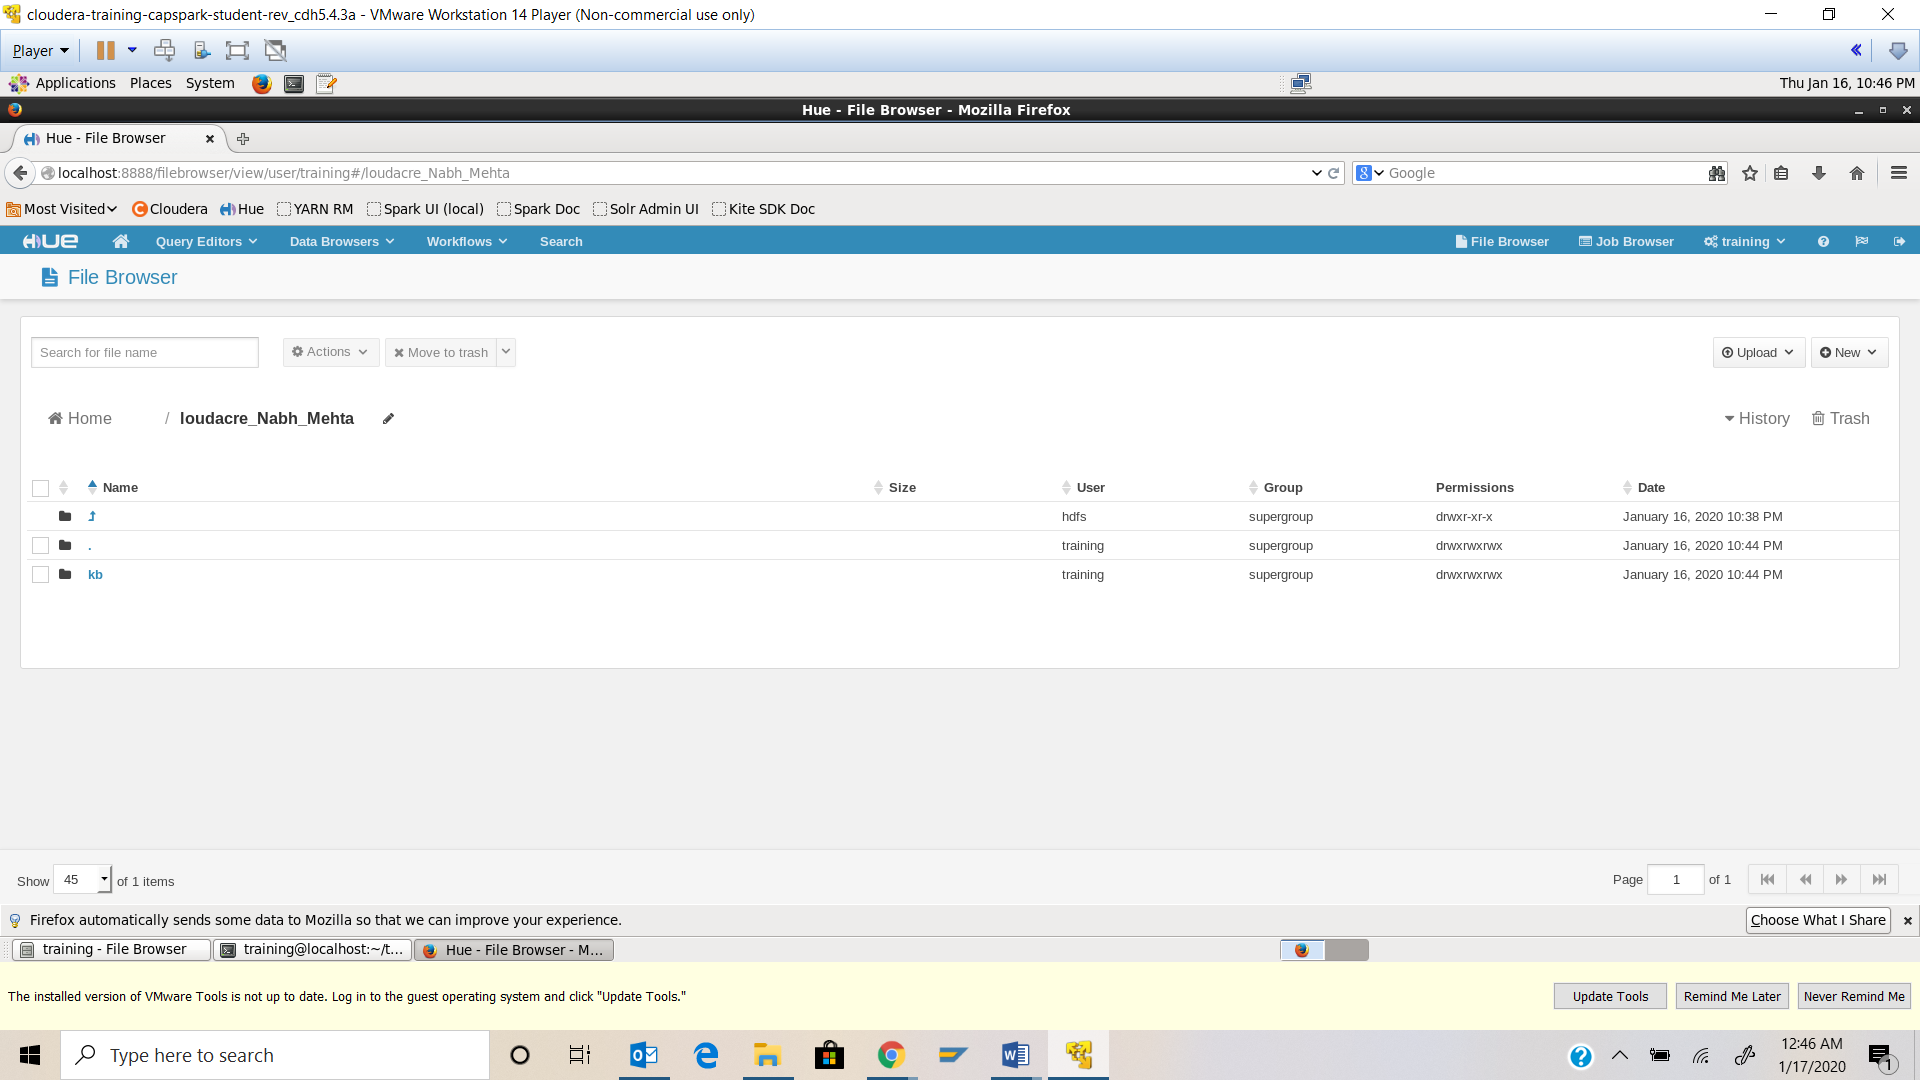 cloudera-training-capspark-student-rev_cdh5.4.3a - VMware Workstation 14 Player (Non-commercial use only)
Player
Applications Places System Thu Jan 16, 10:46 PM
Hue - File Browser - Mozilla Firefox
Hue - File Browser
localhost:8888/filebrowser/view/user/training#/loudacre_Nabh_Mehta Google
Most Visited Cloudera Hue YARN RM Spark UI (local) Spark Doc Solr Admin UI Kite SDK Doc
HUE Query Editors Data Browsers Workflows Search File Browser Job Browser training
File Browser
Search for file name Actions Move to trash Upload New
Home / loudacre_Nabh_Mehta History Trash
Name Size User Group Permissions Date
hdfs supergroup drwxr-xr-x January 16, 2020 10:38 PM
. training supergroup drwxrwxrwx January 16, 2020 10:44 PM
kb training supergroup drwxrwxrwx January 16, 2020 10:44 PM
Show 45 of 1 items Page 1 of 1
Firefox automatically sends some data to Mozilla so that we can improve your experience. Choose What I Share
training - File Browser training@localhost:~/t... Hue - File Browser - M...
The installed version of VMware Tools is not up to date. Log in to the guest operating system and click "Update Tools." Update Tools Remind Me Later Never Remind Me
Type here to search 12:46 AM
1/17/2020 1